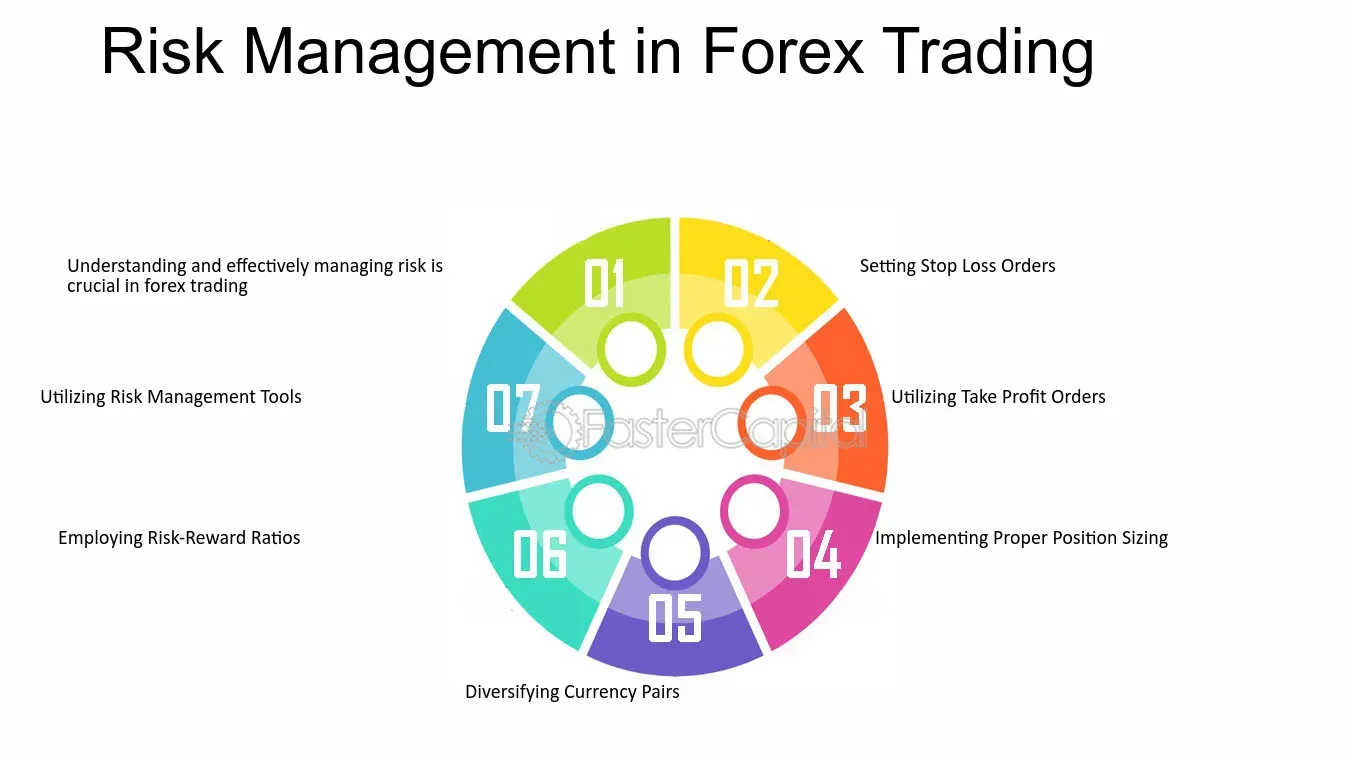 Risk Management in Forex Trading
Understanding and effectively managing risk is
crucial in forex trading
01
02
Setting Stop Loss Orders
Utilizing Risk Management Tools
07
03
Utilizing Take Profit Orders
FasterCapital
Employing Risk-Reward Ratios
06
04
Implementing Proper Position Sizing
05
Diversifying Currency Pairs